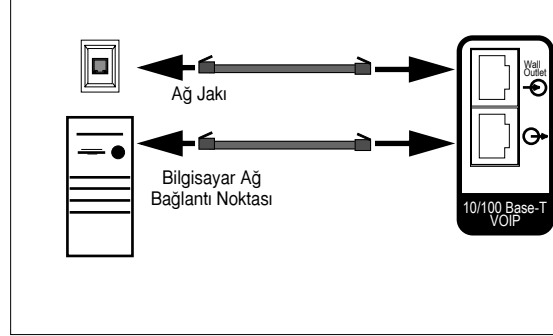 Wall
Outlet
Ağ Jakı
Bilgisayar Ağ
Bağlantı Noktası
10/100 Base-T
VOIP